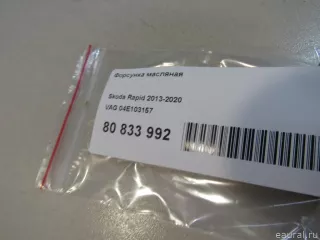 Форсунка масляная
Skoda Rapid 2013-2020
VAG 04E103157
80 833 992
eaural.ru